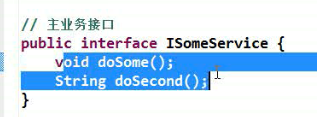 // 主业务接口
public interface ISomeService {
void doSome();
String doSecond();
}